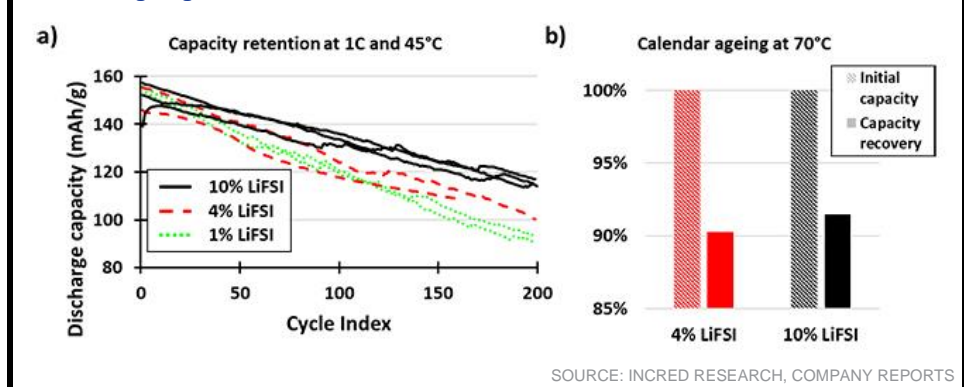 a)
Capacity retention at 1C and 45°C
Discharge capacity (mAh/g)
160
140
120
100
80
10% LiFSI
4% LiFSI
1% LiFSI
0
50
100
150
200
Cycle Index
b)
Calendar ageing at 70°C
Initial
capacity
Capacity
recovery
100%
95%
90%
85%
4% LiFSI
10% LiFSI
SOURCE: INCRED RESEARCH, COMPANY REPORTS